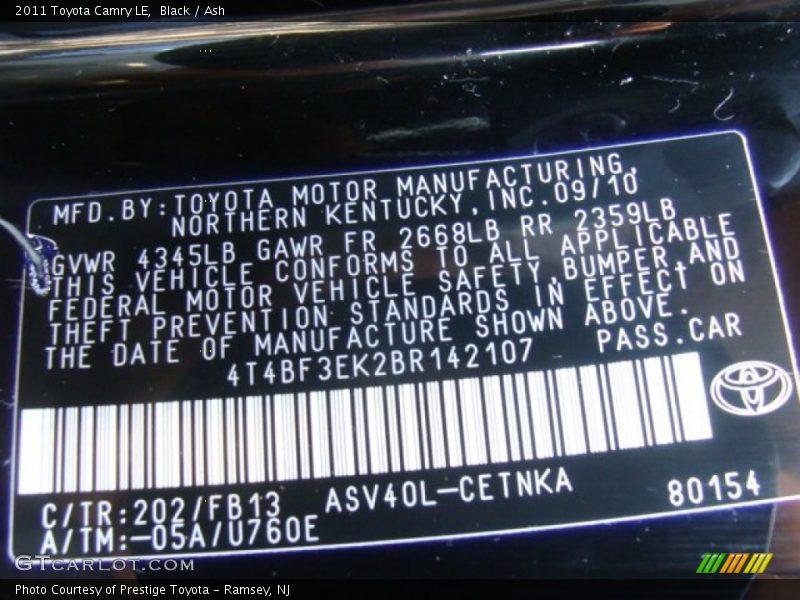 2011 Toyota Camry LE, Black / Ash
MFD.BY:TOYOTA MOTOR MANUFACTURING,
NORTHERN KENTUCKY,INC.09/10
GVWR 4345LB GAWR FR 2668LB RR 2359LB
THIS VEHICLE CONFORMS TO ALL APPLICABLE
FEDERAL MOTOR VEHICLE SAFETY,BUMPER,AND
THEFT PREVENTION STANDARDS IN EFFECT ON
THE DATE OF MANUFACTURE SHOWN ABOVE.
4T4BF3EK2BR142107 PASS.CAR
C/TR:202/FB13 ASV40L-CETNKA
A/TM:-05A/U760E 80154
GTCARLOT.COM
Photo Courtesy of Prestige Toyota - Ramsey, NJ